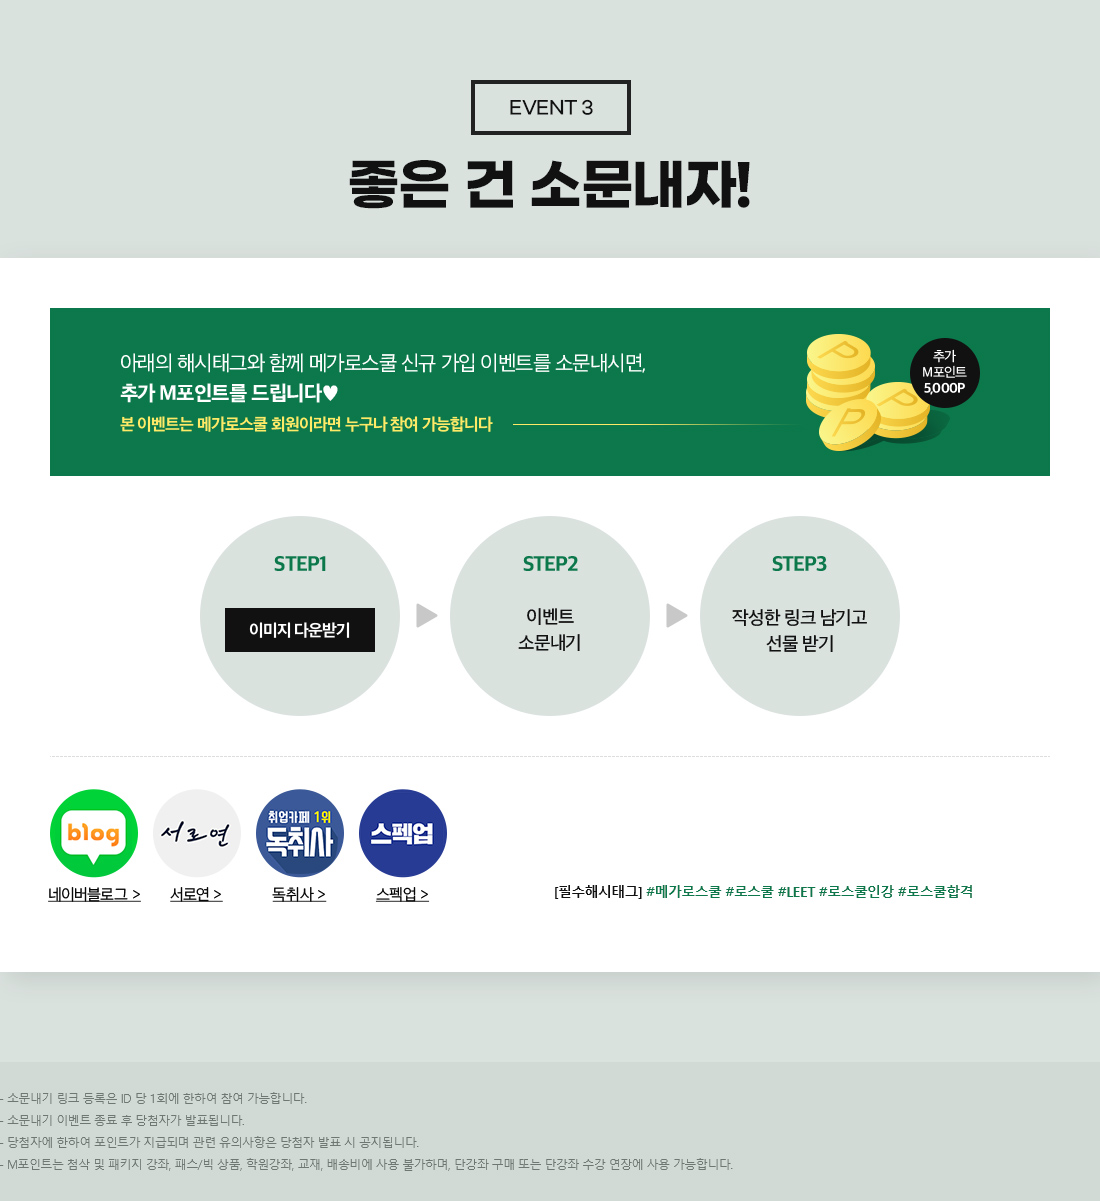 EVENT 3
좋은 건 소문내자!
아래의 해시태그와 함께 메가로스쿨 신규 가입 이벤트를 소문내시면,
추가 M포인트를 드립니다♥
본 이벤트는 메가로스쿨 회원이라면 누구나 참여 가능합니다
추가
M포인트
5,000P
STEP1
이미지 다운받기
STEP2
이벤트
소문내기
STEP3
작성한 링크 남기고
선물 받기
blog
네이버블로그 >
서로연
서로연 >
취업카페 1위
독취사
독취사 >
스펙업
스펙업 >
[필수해시태그] #메가로스쿨 #로스쿨 #LEET #로스쿨인강 #로스쿨합격
- 소문내기 링크 등록은 ID 당 1회에 한하여 참여 가능합니다.
- 소문내기 이벤트 종료 후 당첨자가 발표됩니다.
- 당첨자에 한하여 포인트가 지급되며 관련 유의사항은 당첨자 발표 시 공지됩니다.
- M포인트는 첨삭 및 패키지 강좌, 패스/빅 상품, 학원강좌, 교재, 배송비에 사용 불가하며, 단강좌 구매 또는 단강좌 수강 연장에 사용 가능합니다.